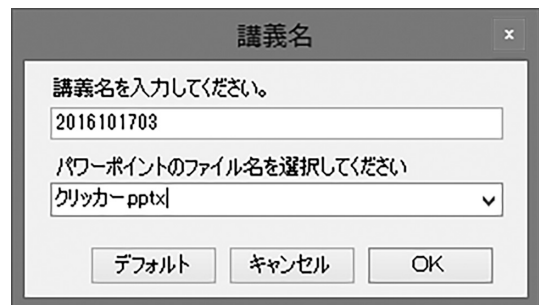 講義名
講義名を入力してください。
2016101703
パワーポイントのファイル名を選択してください
クリッカー.pptx
デフォルト キャンセル OK